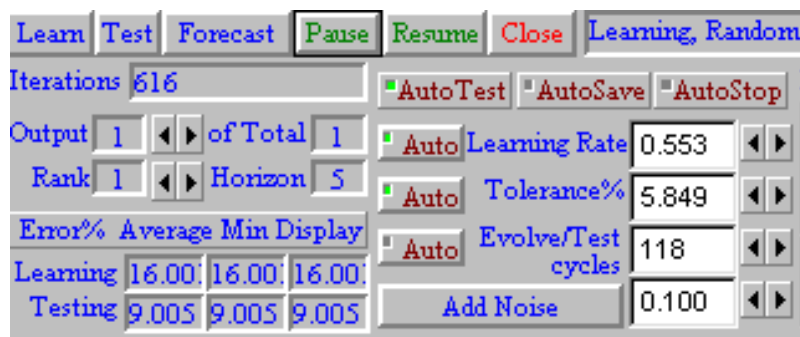 Learn Test Forecast Pause Resume Close Learning, Random
Iterations 616
AutoTest AutoSave AutoStop
Output 1 of Total 1
Auto Learning Rate 0.553
Rank 1 Horizon 5
Auto Tolerance% 5.849
Error% Average Min Display
Auto Evolve/Test cycles 118
Learning 16.00 16.00 16.00
Testing 9.005 9.005 9.005
Add Noise 0.100